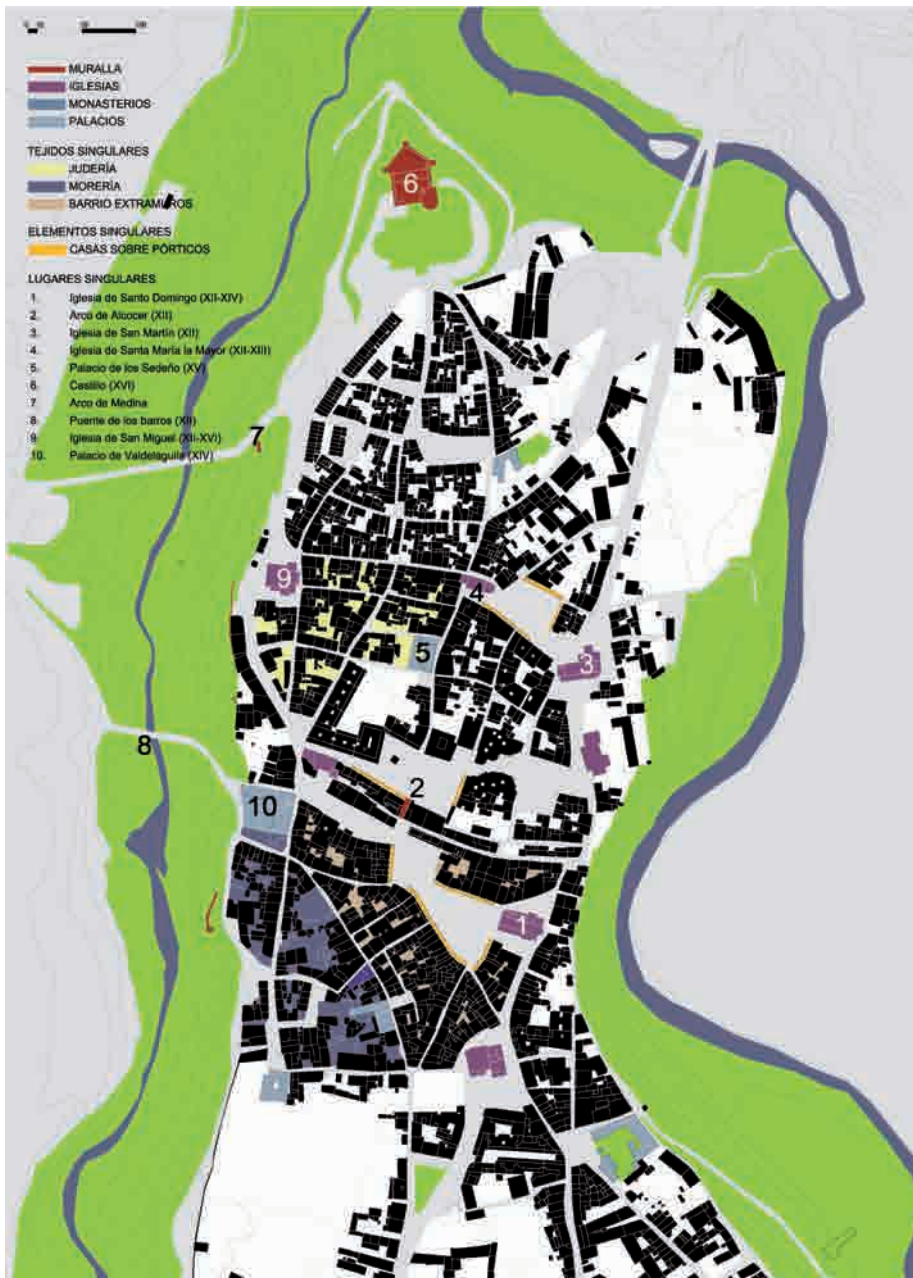 MURALLA
IGLESIAS
MONASTERIOS
PALACIOS
TEJIDOS SINGULARES
JUDERÍA
MORERÍA
BARRIO EXTRAMUROS
ELEMENTOS SINGULARES
CASAS SOBRE PÓRTICOS
LUGARES SINGULARES
1. Iglesia de Santo Domingo (XII-XIV)
2. Arco de Alcocer (XII)
3. Iglesia de San Martín (XII)
4. Iglesia de Santa María la Mayor (XII-XIII)
5. Palacio de los Sedeño (XV)
6. Castillo (XVI)
7. Arco de Medina
8. Puente de los barros (XII)
9. Iglesia de San Miguel (XII-XVI)
10. Palacio de Valdelaguila (XIV)
6
7
9
4
5
3
8
2
10
1